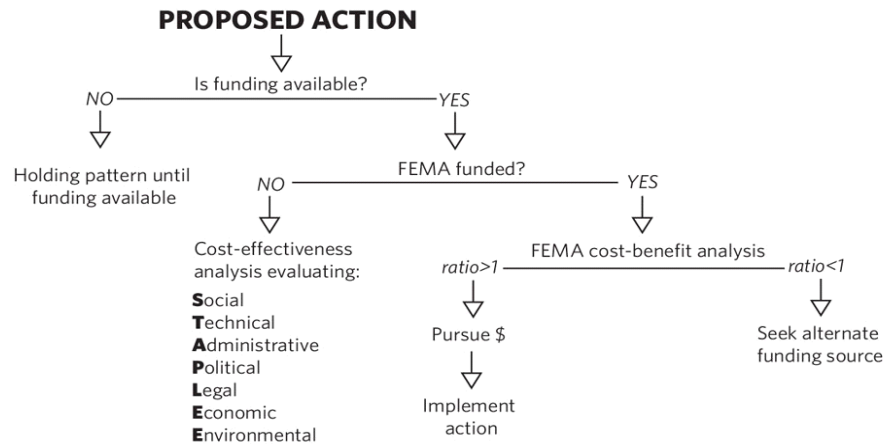 PROPOSED ACTION
Is funding available?
NO
YES
Holding pattern until
funding available
FEMA funded?
NO
YES
Cost-effectiveness
analysis evaluating:
Social
Technical
Administrative
Political
Legal
Economic
Environmental
FEMA cost-benefit analysis
ratio>1
ratio<1
Pursue $
Implement
action
Seek alternate
funding source